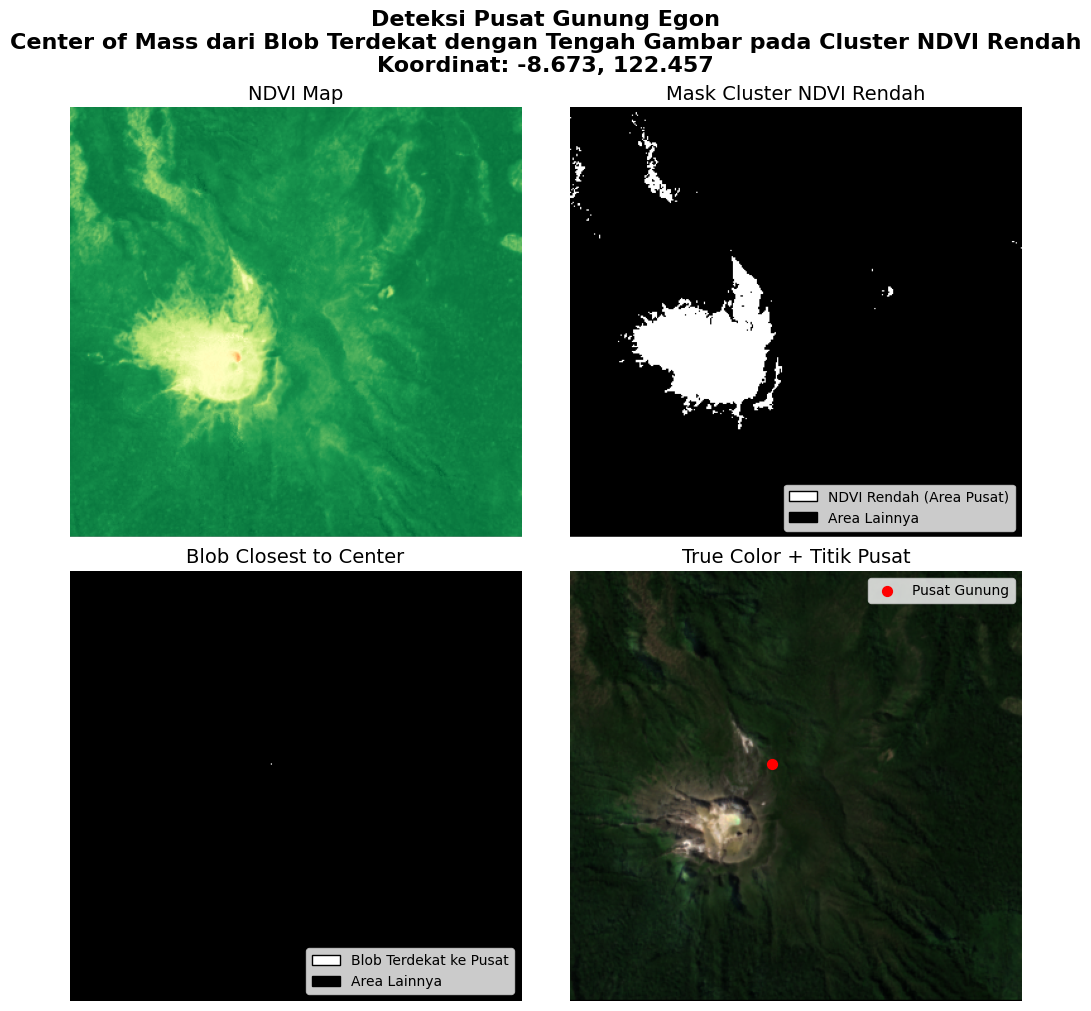 Deteksi Pusat Gunung Egon
Center of Mass dari Blob Terdekat dengan Tengah Gambar pada Cluster NDVI Rendah
Koordinat: -8.673, 122.457
NDVI Map
Mask Cluster NDVI Rendah
NDVI Rendah (Area Pusat)
Area Lainnya
Blob Closest to Center
Blob Terdekat ke Pusat
Area Lainnya
True Color + Titik Pusat
Pusat Gunung